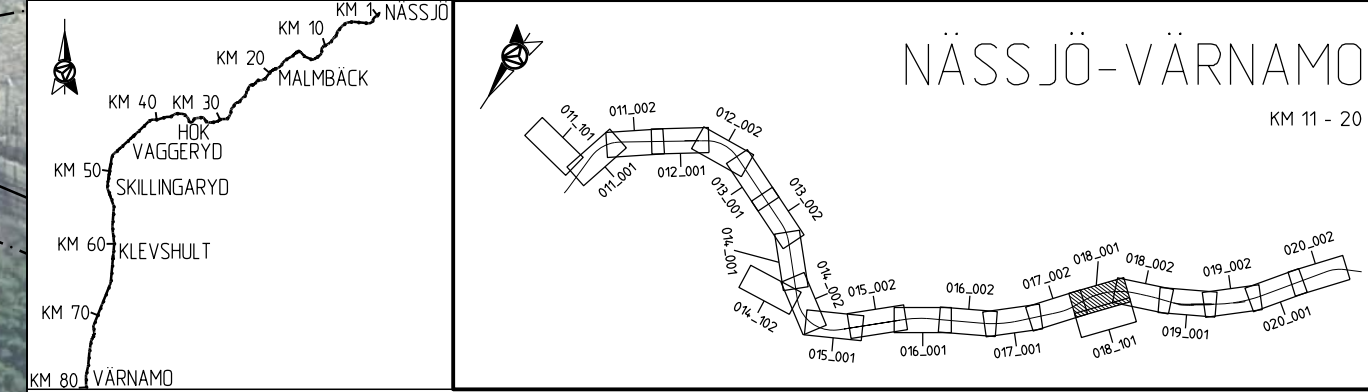 KM 1
NÄSSJÖ
KM 10
KM 20
MALMBÄCK
KM 40
KM 30
HOK
VAGGERYD
KM 50
SKILLINGARYD
KM 60
KLEVSHULT
KM 70
KM 80
VÄRNAMO
NÄSSJÖ-VÄRNAMO
KM 11 - 20
011_101
011_002
011_001
012_001
012_002
013_001
013_002
014_001
014_002
014_102
015_002
015_001
016_002
016_001
017_002
017_001
018_001
018_002
018_101
019_002
019_001
020_002
020_001